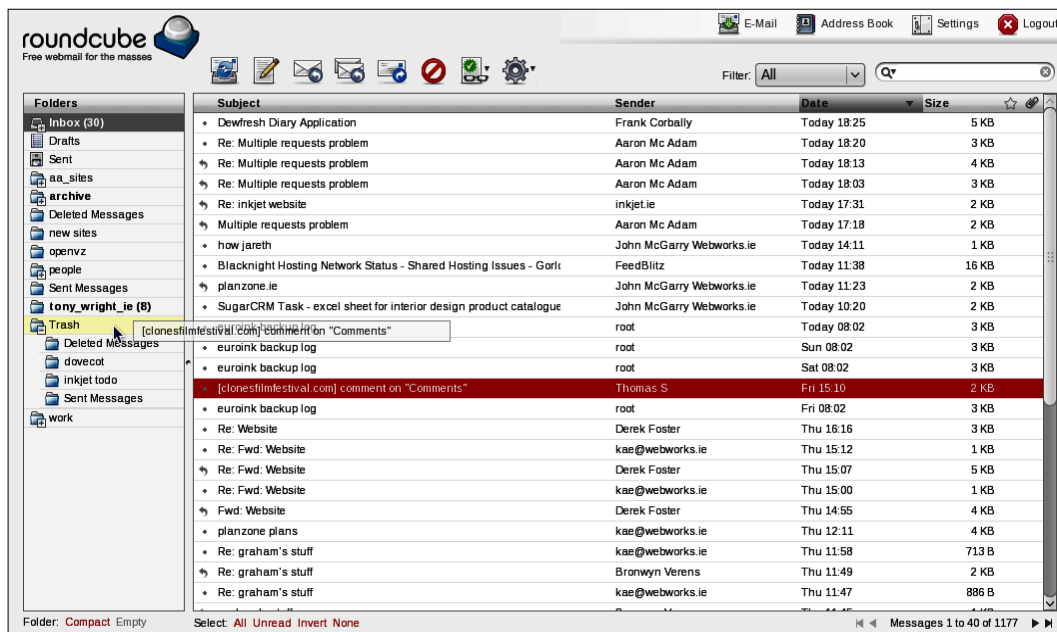 roundcube
Free webmail for the masses
E-Mail Address Book Settings Logout
Filter: All
Folders
Inbox (30)
Drafts
Sent
aa_sites
archive
Deleted Messages
new sites
openvz
people
Sent Messages
tony_wright_ie (8)
Trash
Deleted Messages
dovecot
inkjet todo
Sent Messages
work
[clonesfilmfestival.com] comment on "Comments"
Subject Sender Date Size
Dewfresh Diary Application Frank Corbally Today 18:25 5 KB
Re: Multiple requests problem Aaron Mc Adam Today 18:20 3 KB
Re: Multiple requests problem Aaron Mc Adam Today 18:13 4 KB
Re: Multiple requests problem Aaron Mc Adam Today 18:03 3 KB
Re: inkjet website inkjet.ie Today 17:31 2 KB
Multiple requests problem Aaron Mc Adam Today 17:18 2 KB
how jareth John McGarry Webworks.ie Today 14:11 1 KB
Blacknight Hosting Network Status - Shared Hosting Issues - FeedBlitz Today 11:38 16 KB
planzone.ie John McGarry Webworks.ie Today 11:23 2 KB
SugarCRM Task - excel sheet for interior design product catalogue John McGarry Webworks.ie Today 10:20 2 KB
euroink backup log root Today 08:02 3 KB
euroink backup log root Sun 08:02 3 KB
euroink backup log root Sat 08:02 3 KB
[clonesfilmfestival.com] comment on "Comments" Thomas S Fri 15:10 2 KB
euroink backup log root Fri 08:02 3 KB
Re: Website Derek Foster Thu 16:16 3 KB
Re: Fwd: Website kae@webworks.ie Thu 15:12 1 KB
Re: Fwd: Website Derek Foster Thu 15:07 5 KB
Re: Fwd: Website kae@webworks.ie Thu 15:00 1 KB
Fwd: Website Derek Foster Thu 14:55 4 KB
planzone plans kae@webworks.ie Thu 12:11 4 KB
Re: graham's stuff kae@webworks.ie Thu 11:58 713 B
Re: graham's stuff Bronwyn Verens Thu 11:49 2 KB
Re: graham's stuff kae@webworks.ie Thu 11:47 886 B
Folder: Compact Empty
Select: All Unread Invert None
Messages 1 to 40 of 1177